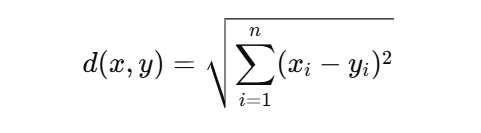 d(x, y) = √(∑_{i=1}^{n} (x_i − y_i)²)